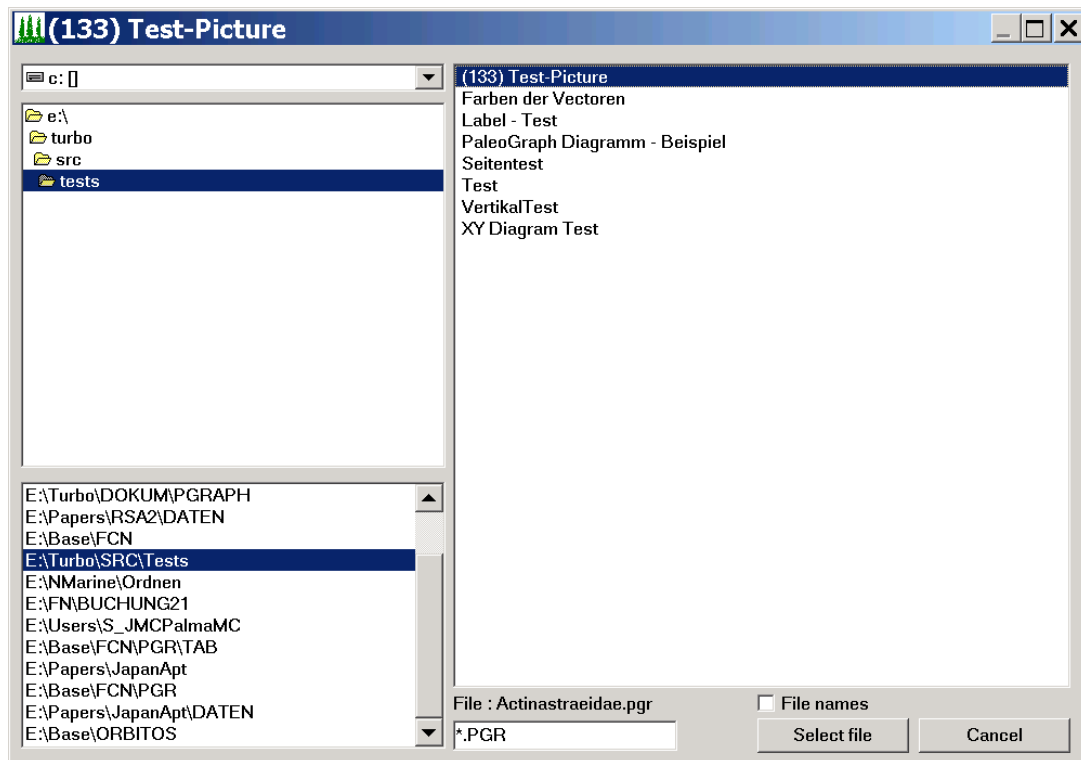 (133) Test-Picture
c: []
e:\
turbo
src
tests
E:\Turbo\DOKUM\PGRAPH
E:\Papers\RSA2\DATEN
E:\Base\FCN
E:\Turbo\SRC\Tests
E:\NMarine\Ordnen
E:\FN\BUCHUNG21
E:\Users\S_JMCPalmaMC
E:\Base\FCN\PGR\TAB
E:\Papers\JapanApt
E:\Base\FCN\PGR
E:\Papers\JapanApt\DATEN
E:\Base\ORBITOS
(133) Test-Picture
Farben der Vectoren
Label - Test
PaleoGraph Diagramm - Beispiel
Seitentest
Test
VertikalTest
XY Diagram Test
File : Actinastraeidae.pgr
File names
*.PGR
Select file
Cancel